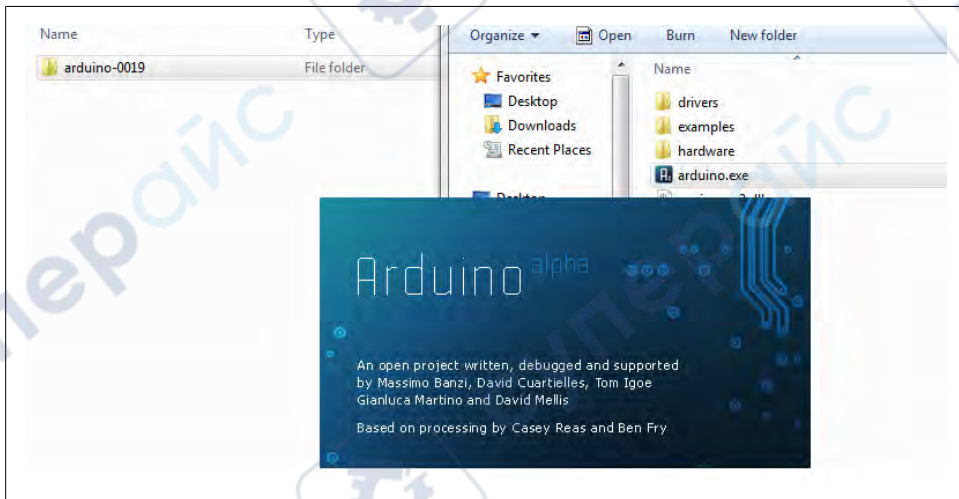 Name Type
arduino-0019 File folder
Organize Open Burn New folder
Favorites
Desktop
Downloads
Recent Places
Desktop
Name
drivers
examples
hardware
arduino.exe
Arduino alpha
An open project written, debugged and supported
by Massimo Banzi, David Cuartielles, Tom Igoe
Gianluca Martino and David Mellis
Based on processing by Casey Reas and Ben Fry